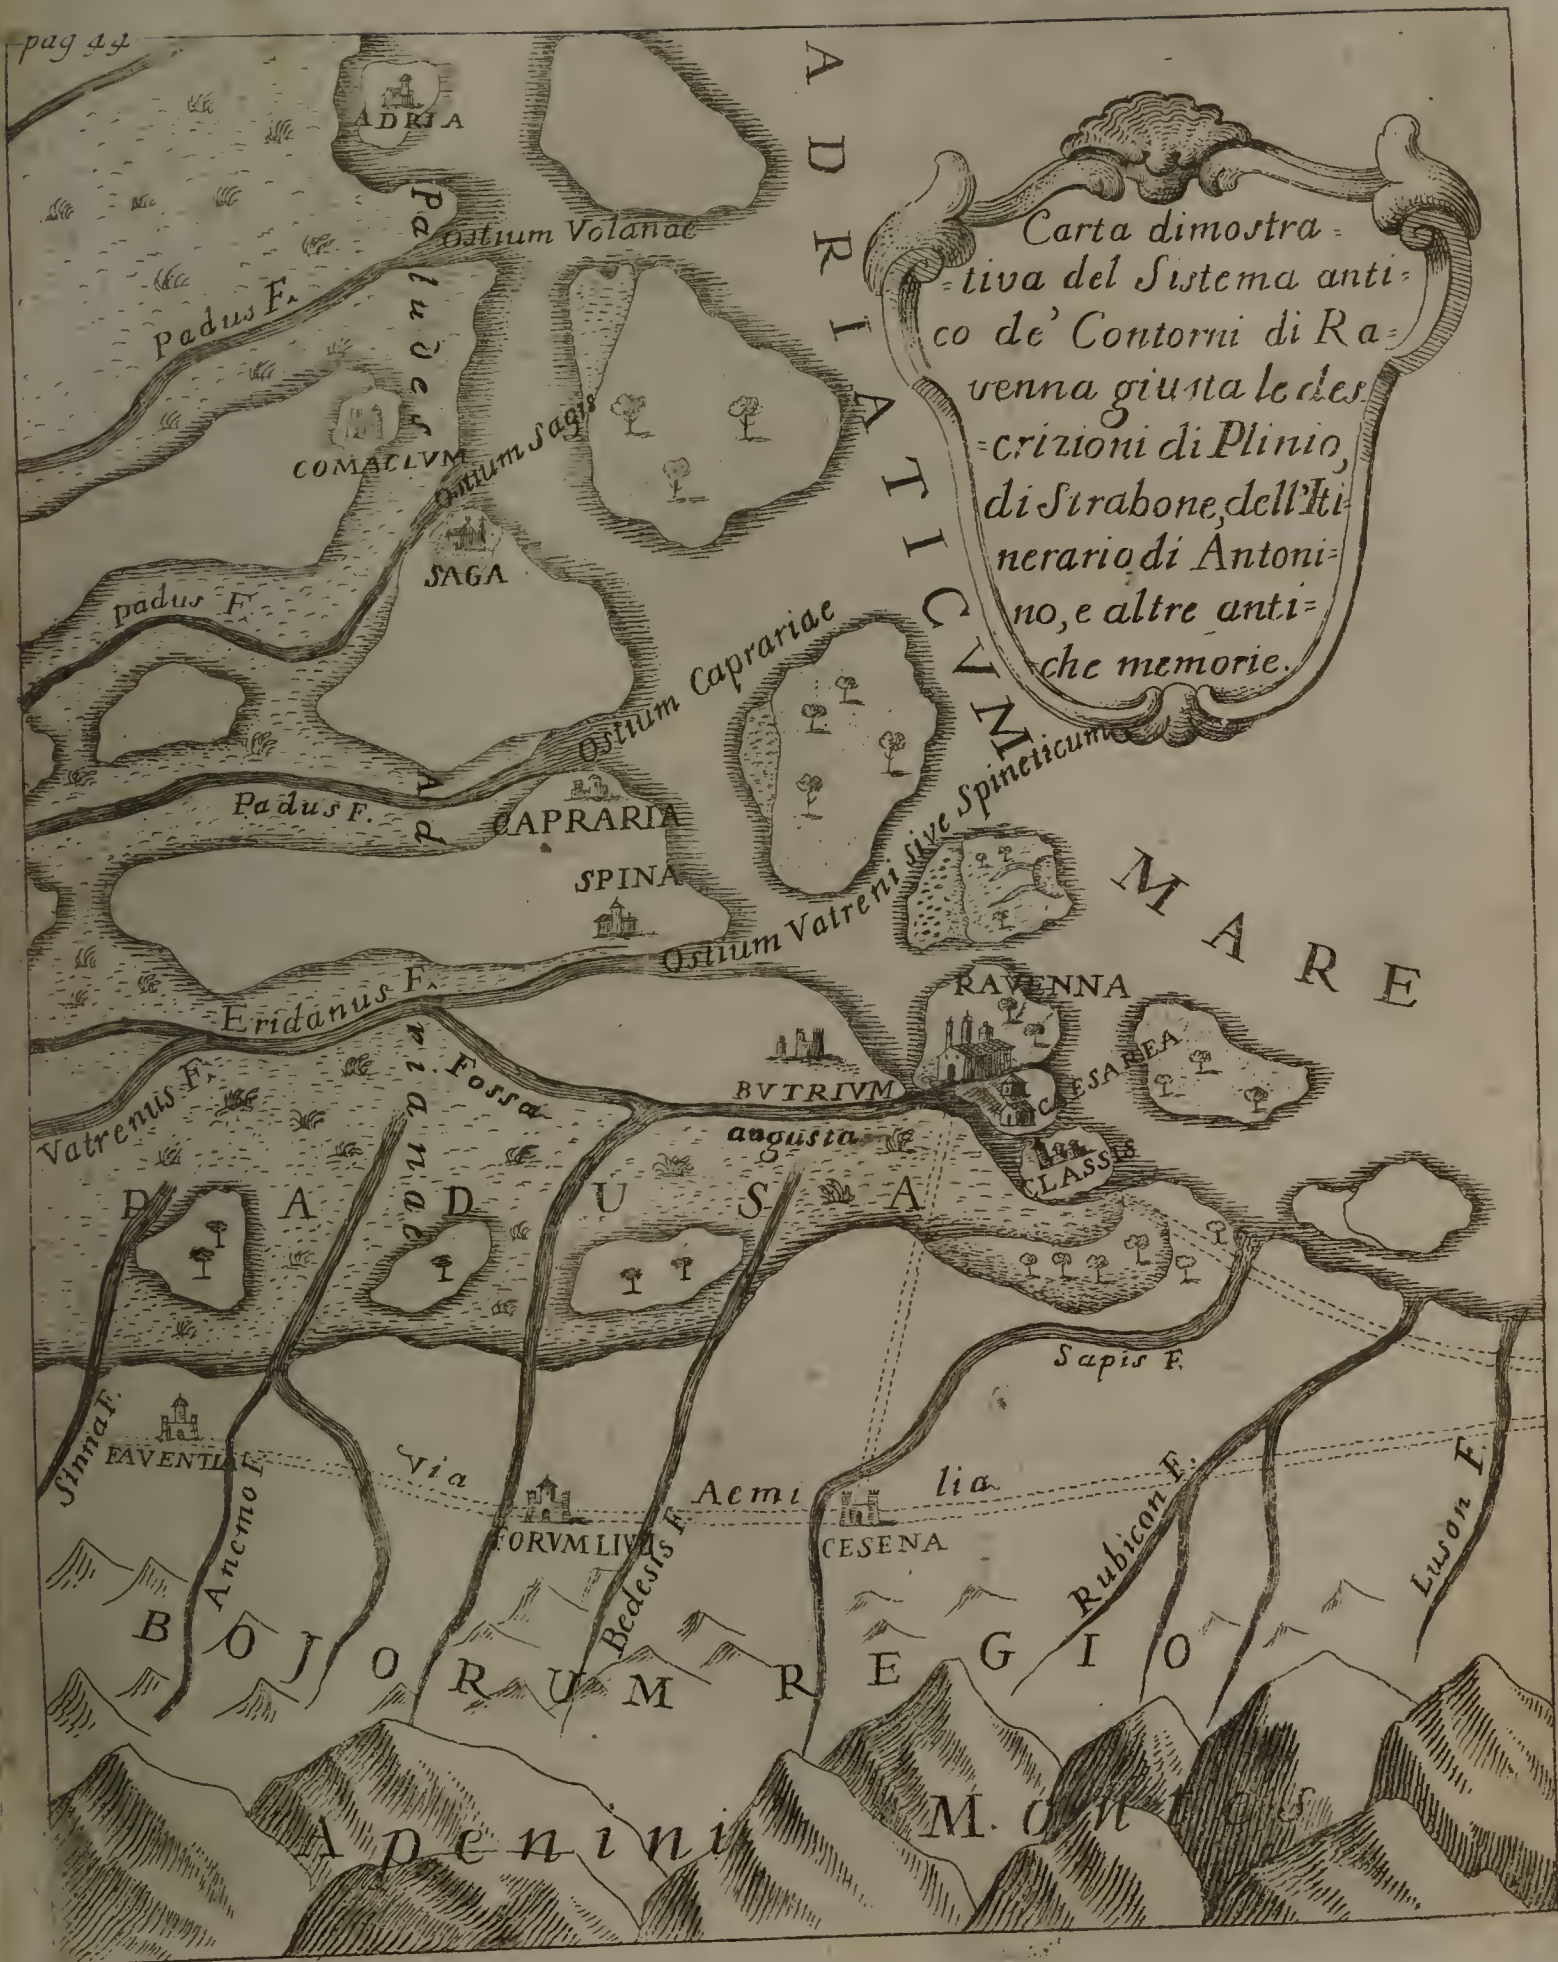 pag 44
ADRIA
ADRIATICVM
MARE
Carta dimostra=
=tiva del Sistema anti=
co de' Contorni di Ra=
venna giusta le des
=crizioni di Plinio,
di Strabone, dell'Iti=
nerario di Antoni=
no, e altre anti=
che memorie.
Ostium Volanae
Padus F.
Paludes Adrianae
COMACLVM
Ostium Sagis
SAGA
padus F.
Ostium Caprariae
Padus F.
CAPRARIA
SPINA
Ostium Vatreni sive Spineticum
Eridanus F.
RAVENNA
Vatrenus F.
Fossa
BVTRIVM
angusta
CAESAREA
CLASSIS
PADUSA
Sapis F.
Sinna F.
FAVENTIA
Anemo F.
Via Aemilia
FORVM LIVII
Bedesis F.
CESENA
Rubicon F.
Luson F.
BOJORUM REGIO
Apenini Montes